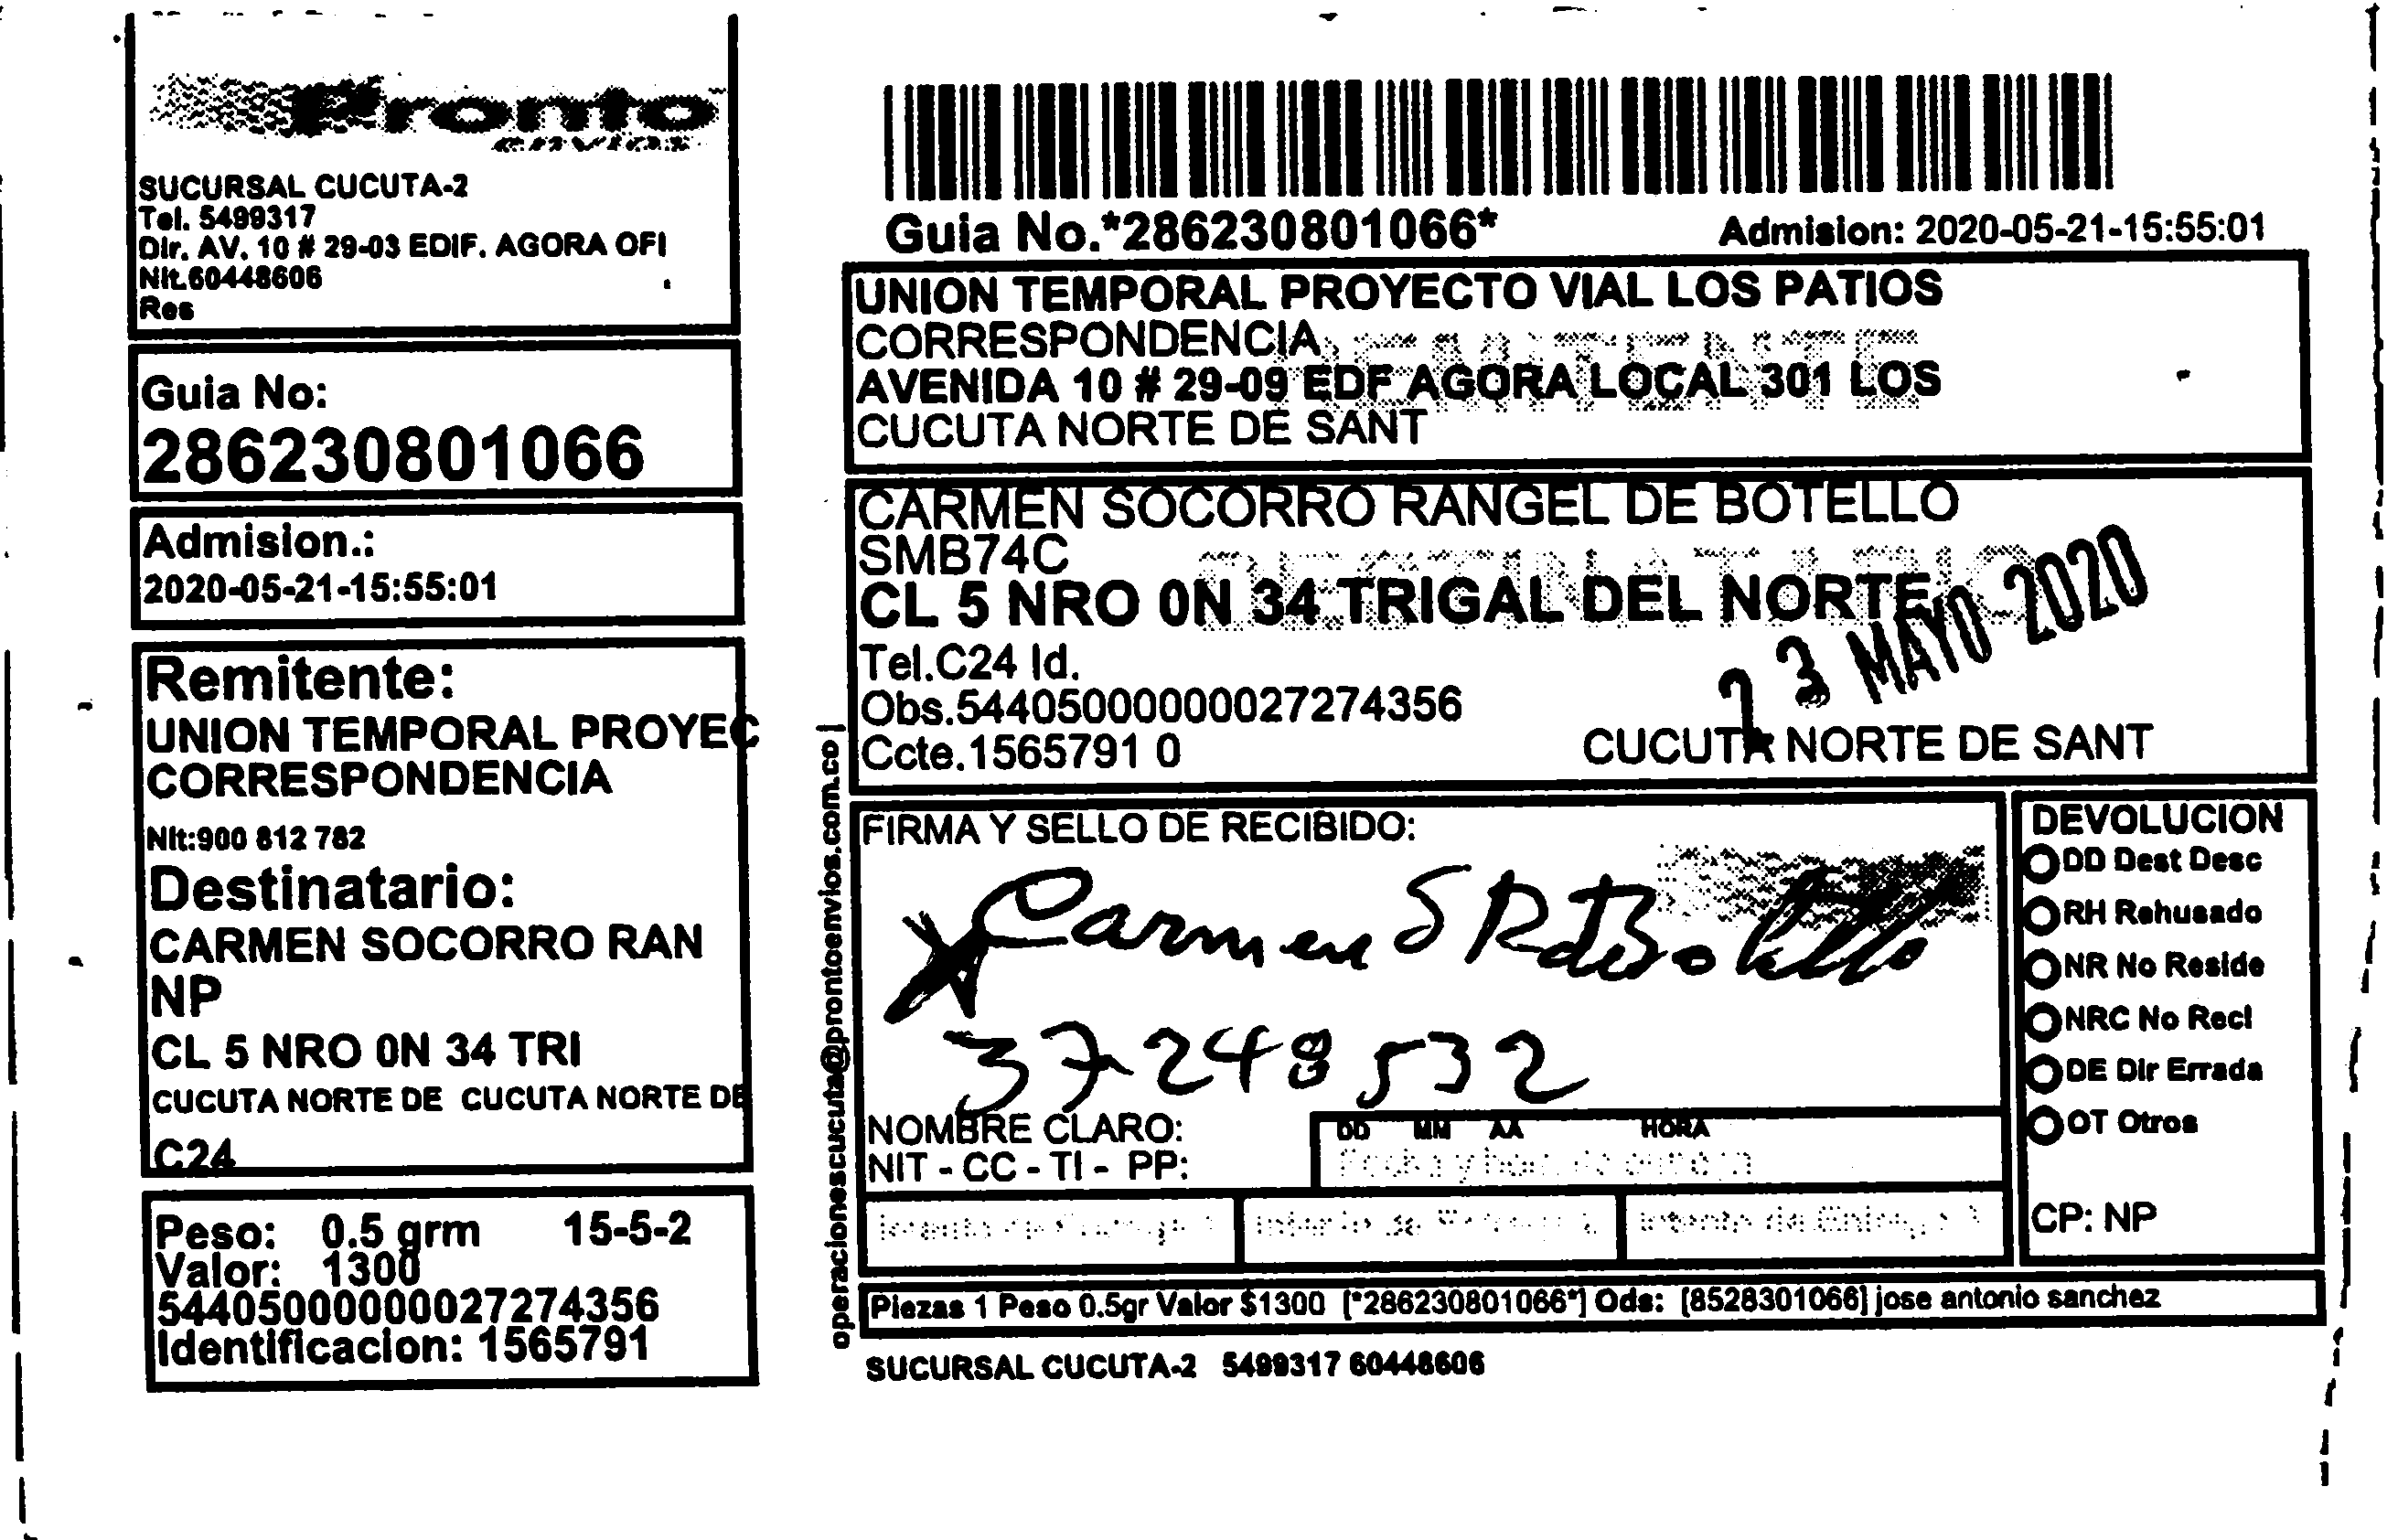 Pronto
envios
SUCURSAL CUCUTA-2
Tel. 5499317
Dir. AV. 10 # 29-03 EDIF. AGORA OFI
Nit.60448606
Res
Guia No:
286230801066
Admision.:
2020-05-21-15:55:01
Remitente:
UNION TEMPORAL PROYEC
CORRESPONDENCIA
Nit:900 812 782
Destinatario:
CARMEN SOCORRO RAN
NP
CL 5 NRO 0N 34 TRI
CUCUTA NORTE DE CUCUTA NORTE DE
C24
Peso: 0.5 grm 15-5-2
Valor: 1300
544050000000027274356
Identificacion: 1565791
operacionescucuta@prontoenvios.com.co |
Guia No.*286230801066*
Admision: 2020-05-21-15:55:01
UNION TEMPORAL PROYECTO VIAL LOS PATIOS
CORRESPONDENCIA
REMITENTE
AVENIDA 10 # 29-09 EDF AGORA LOCAL 301 LOS
CUCUTA NORTE DE SANT
CARMEN SOCORRO RANGEL DE BOTELLO
SMB74C
DESTINATARIO
CL 5 NRO 0N 34 TRIGAL DEL NORTE
Tel.C24 Id.
Obs.544050000000027274356
Ccte.1565791 0
CUCUTA NORTE DE SANT
23 MAYO 2020
FIRMA Y SELLO DE RECIBIDO:
Carmen S R de Botello
37248532
NOMBRE CLARO:
NIT - CC - TI - PP:
DD MM AA HORA
DEVOLUCION
DD Dest Desc
RH Rehusado
NR No Reside
NRC No Recl
DE Dir Errada
OT Otros
CP: NP
Piezas 1 Peso 0.5gr Valor $1300 [*286230801066*] Ods: [8528301066] jose antonio sanchez
SUCURSAL CUCUTA-2 5499317 60448606